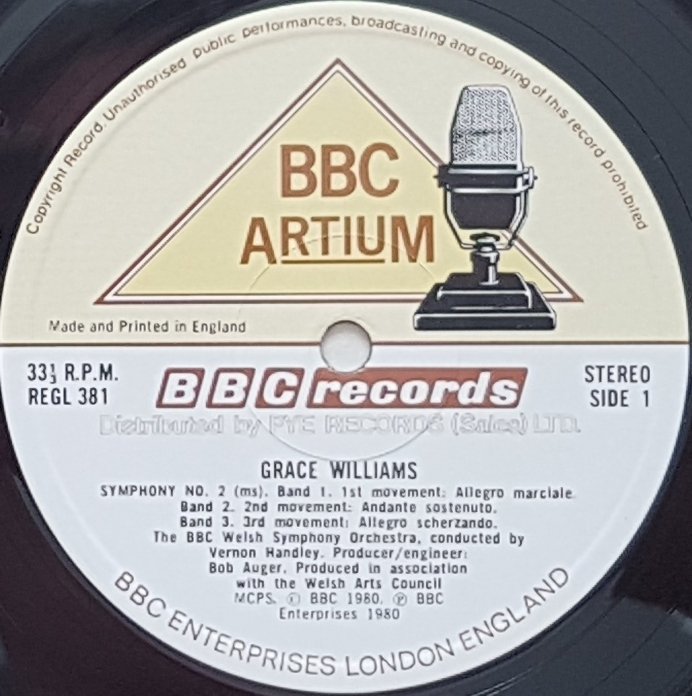 Copyright Record. Unauthorised public performances, broadcasting and copying of this record prohibited
BBC
ARTIUM
Made and Printed in England
33⅓ R.P.M.
REGL 381
BBC records
STEREO
SIDE 1
Distributed by PYE RECORDS (Sales) LTD.
GRACE WILLIAMS
SYMPHONY NO. 2 (ms). Band 1. 1st movement: Allegro marciale.
Band 2. 2nd movement: Andante sostenuto.
Band 3. 3rd movement: Allegro scherzando.
The BBC Welsh Symphony Orchestra, conducted by
Vernon Handley. Producer/engineer:
Bob Auger. Produced in association
with the Welsh Arts Council
MCPS. © BBC 1980. ℗ BBC
Enterprises 1980
BBC ENTERPRISES LONDON ENGLAND